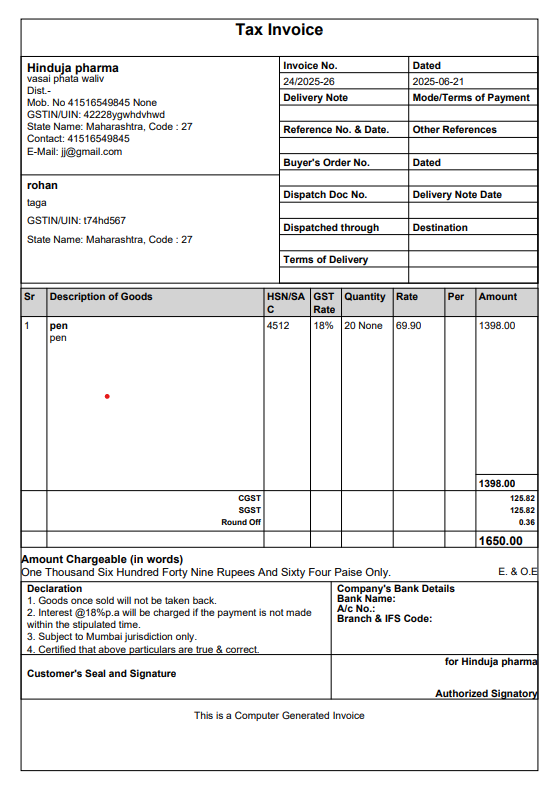 Tax Invoice
Hinduja pharma
vasai phata waliv
Dist.-
Mob. No 41516549845 None
GSTIN/UIN: 42228ygwhdvhwd
State Name: Maharashtra, Code : 27
Contact: 41516549845
E-Mail: jj@gmail.com
rohan
taga
GSTIN/UIN: t74hd567
State Name: Maharashtra, Code : 27
Invoice No. Dated
24/2025-26 2025-06-21
Delivery Note Mode/Terms of Payment
Reference No. & Date. Other References
Buyer's Order No. Dated
Dispatch Doc No. Delivery Note Date
Dispatched through Destination
Terms of Delivery
Sr Description of Goods HSN/SA GST Quantity Rate Per Amount
C Rate
1 pen 4512 18% 20 None 69.90 1398.00
pen
1398.00
CGST 125.82
SGST 125.82
Round Off 0.36
1650.00
Amount Chargeable (in words)
One Thousand Six Hundred Forty Nine Rupees And Sixty Four Paise Only. E. & O.E
Declaration
1. Goods once sold will not be taken back.
2. Interest @18%p.a will be charged if the payment is not made
within the stipulated time.
3. Subject to Mumbai jurisdiction only.
4. Certified that above particulars are true & correct.
Company's Bank Details
Bank Name:
A/c No.:
Branch & IFS Code:
Customer's Seal and Signature
for Hinduja pharma
Authorized Signatory
This is a Computer Generated Invoice